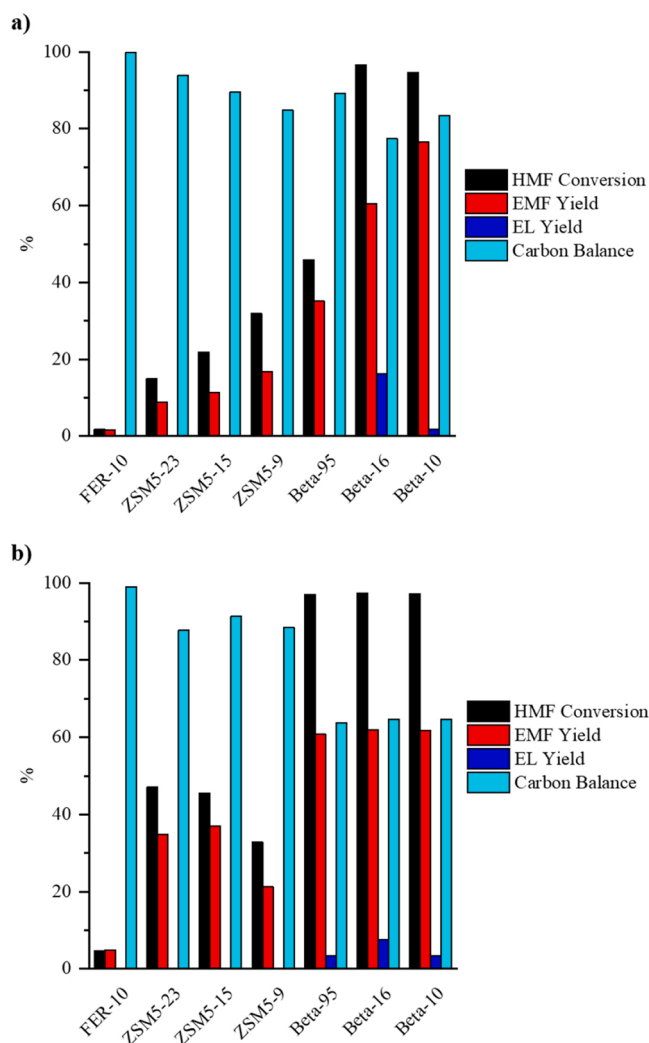 a)
100
80
60
40
20
0
%
HMF Conversion
EMF Yield
EL Yield
Carbon Balance
FER-10
ZSM5-23
ZSM5-15
ZSM5-9
Beta-95
Beta-16
Beta-10
b)
100
80
60
40
20
0
%
HMF Conversion
EMF Yield
EL Yield
Carbon Balance
FER-10
ZSM5-23
ZSM5-15
ZSM5-9
Beta-95
Beta-16
Beta-10